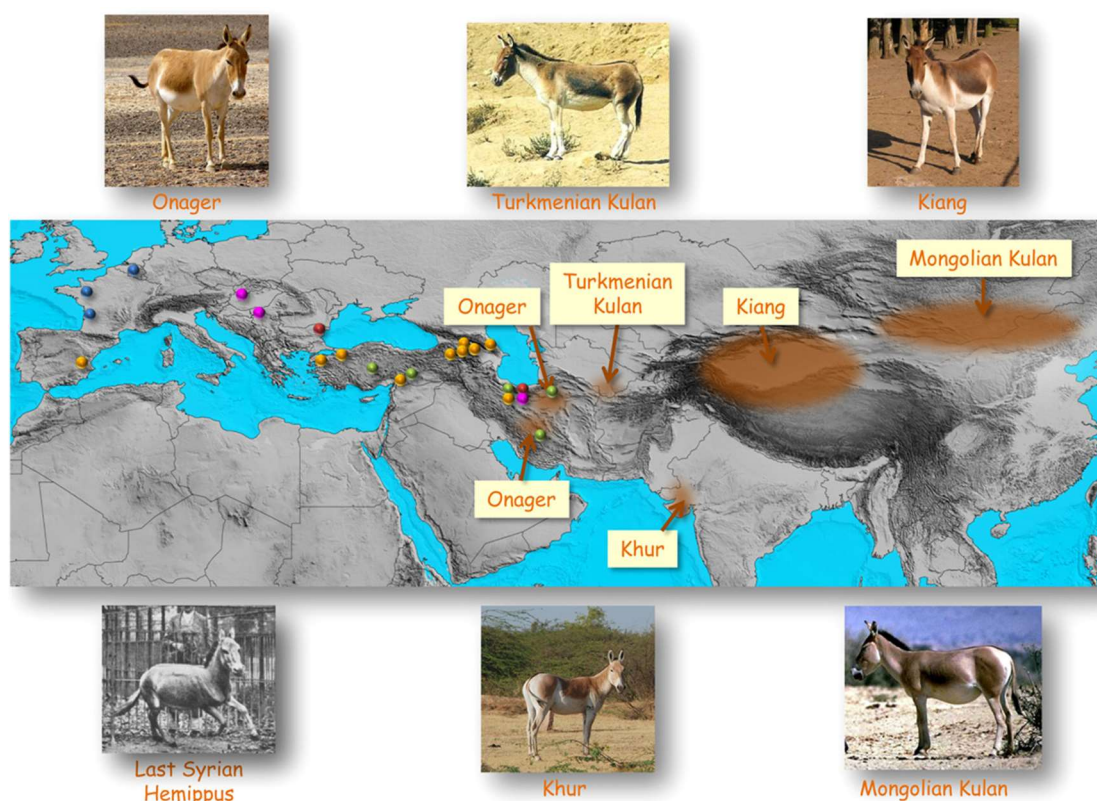 Onager
Turkmenian Kulan
Kiang
Mongolian Kulan
Turkmenian
Kulan
Onager
Kiang
Onager
Khur
Last Syrian
Hemippus
Khur
Mongolian Kulan